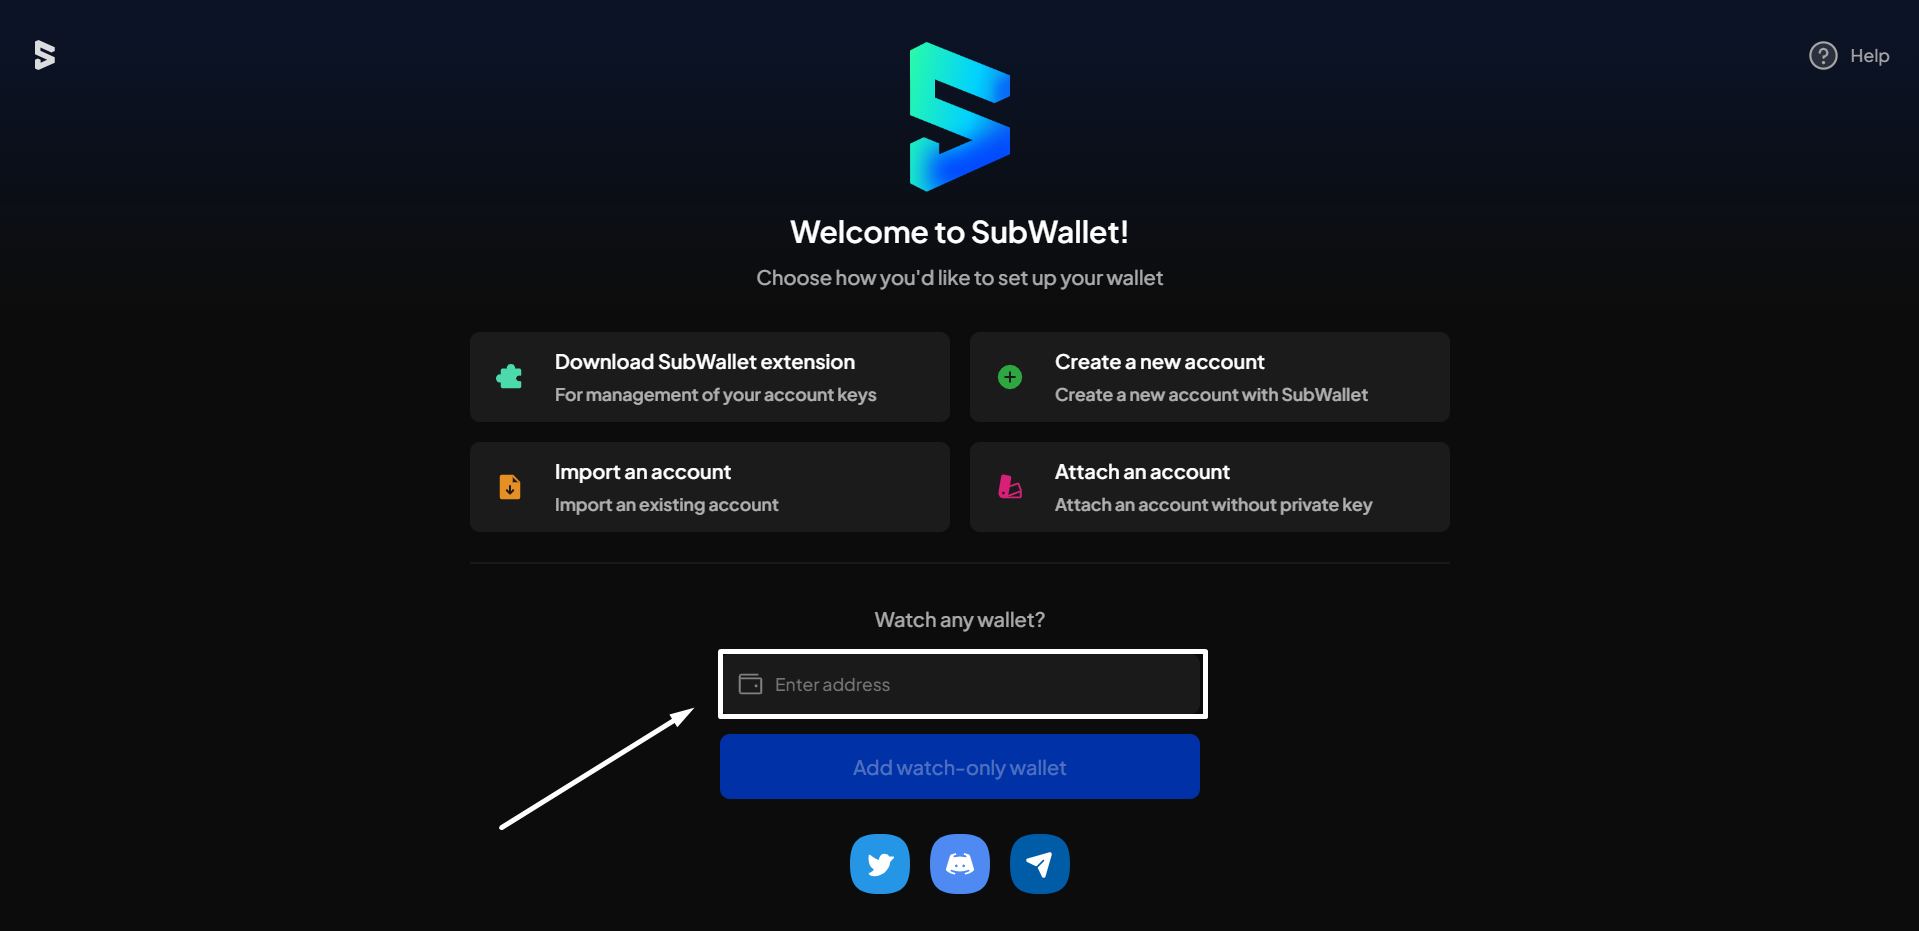 Help
Welcome to SubWallet!
Choose how you'd like to set up your wallet
Download SubWallet extension
For management of your account keys
Create a new account
Create a new account with SubWallet
Import an account
Import an existing account
Attach an account
Attach an account without private key
Watch any wallet?
Enter address
Add watch-only wallet